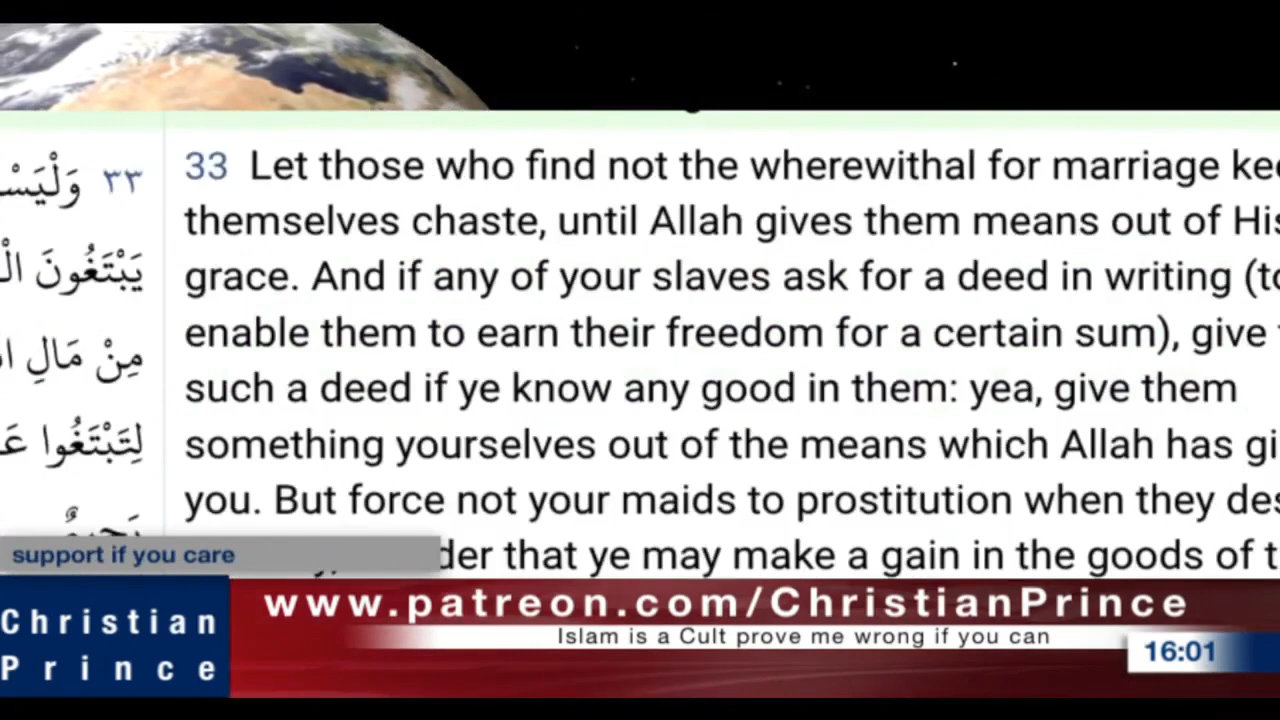 33 Let those who find not the wherewithal for marriage kee
themselves chaste, until Allah gives them means out of His
grace. And if any of your slaves ask for a deed in writing (to
enable them to earn their freedom for a certain sum), give
such a deed if ye know any good in them: yea, give them
something yourselves out of the means which Allah has gi
you. But force not your maids to prostitution when they des
der that ye may make a gain in the goods of t
٣٣ وَلْيَسْ
يَبْتَغُونَ الْ
مِنْ مَالِ ا
لِتَبْتَغُوا عَ
support if you care
Christian
Prince
www.patreon.com/ChristianPrince
Islam is a Cult prove me wrong if you can
16:01